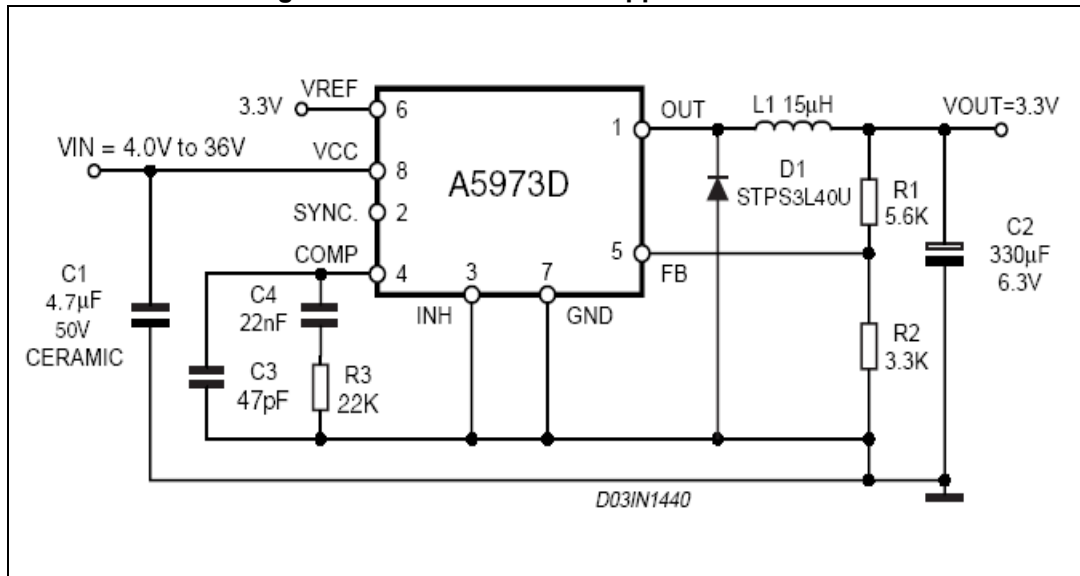 VREF
3.3V
6
VIN = 4.0V to 36V
VCC
8
SYNC.
2
COMP
4
A5973D
1
OUT
L1 15µH
VOUT=3.3V
D1
STPS3L40U
R1
5.6K
5
FB
C2
330µF
6.3V
3
INH
7
GND
C1
4.7µF
50V
CERAMIC
C4
22nF
C3
47pF
R3
22K
R2
3.3K
D03IN1440